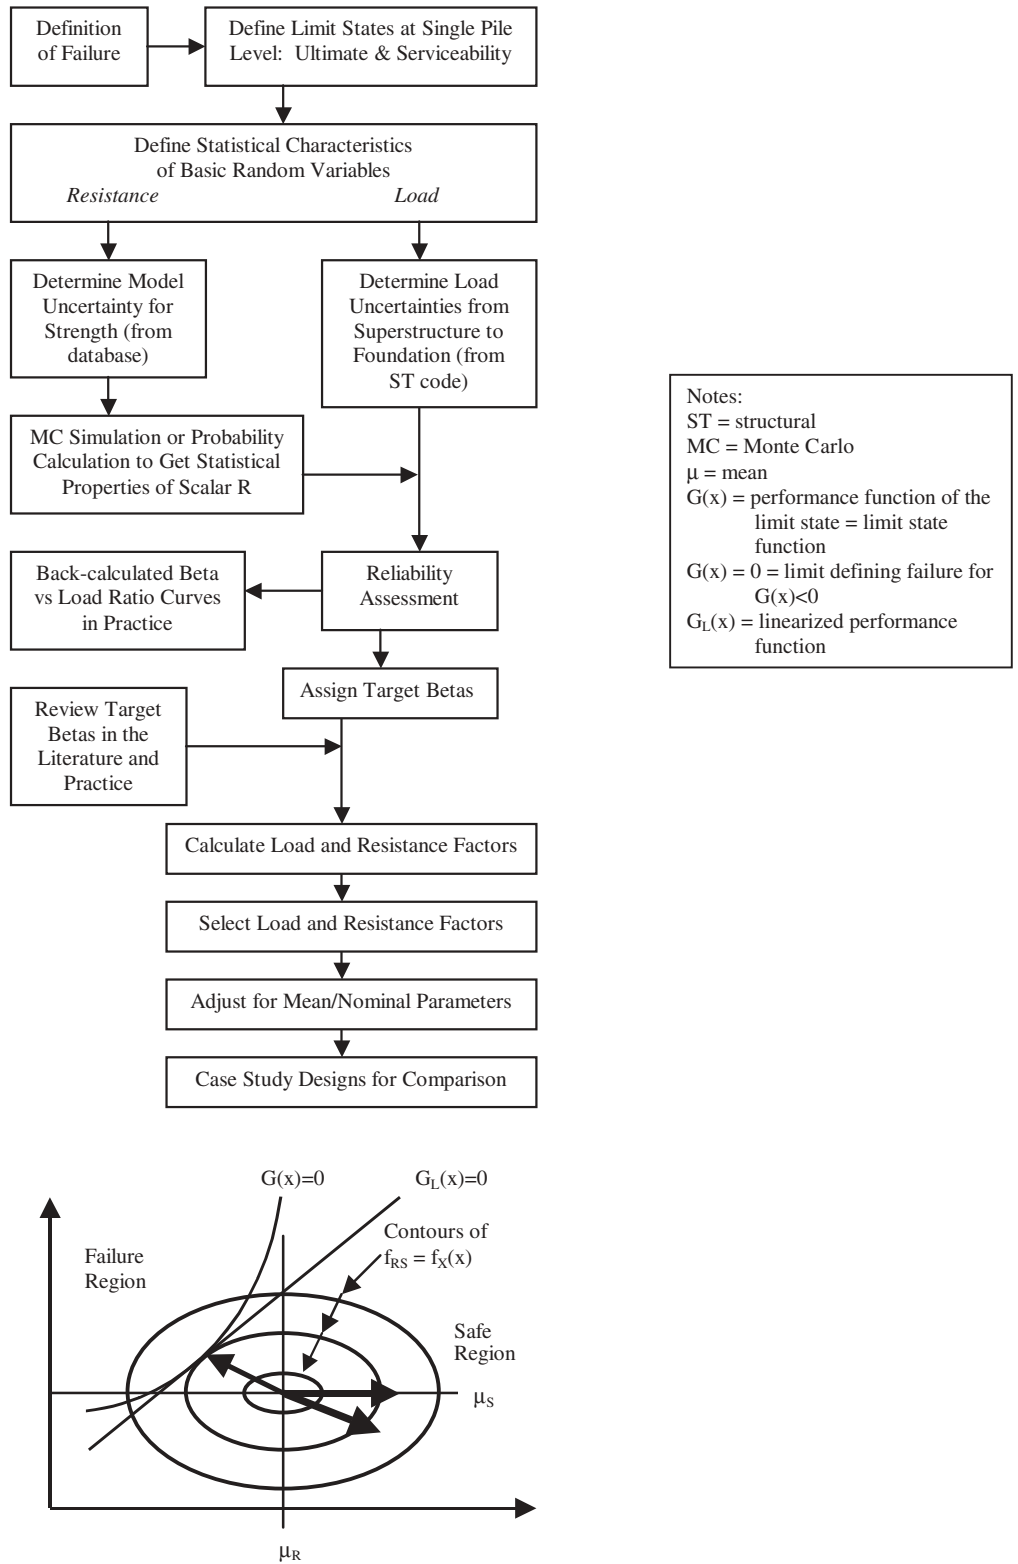 Definition
of Failure
Define Limit States at Single Pile
Level: Ultimate & Serviceability
Define Statistical Characteristics
of Basic Random Variables
Resistance
Load
Determine Model
Uncertainty for
Strength (from
database)
Determine Load
Uncertainties from
Superstructure to
Foundation (from
ST code)
MC Simulation or Probability
Calculation to Get Statistical
Properties of Scalar R
Back-calculated Beta
vs Load Ratio Curves
in Practice
Reliability
Assessment
Assign Target Betas
Review Target
Betas in the
Literature and
Practice
Calculate Load and Resistance Factors
Select Load and Resistance Factors
Adjust for Mean/Nominal Parameters
Case Study Designs for Comparison
Notes:
ST = structural
MC = Monte Carlo
μ = mean
G(x) = performance function of the
limit state = limit state
function
G(x) = 0 = limit defining failure for
G(x)<0
G_L(x) = linearized performance
function
G(x)=0
G_L(x)=0
Contours of
f_RS = f_X(x)
Failure
Region
Safe
Region
μ_S
μ_R